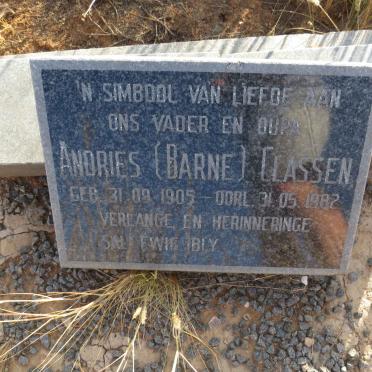 'N SIMBOOL VAN LIEFDE AAN
ONS VADER EN OUPA
ANDRIES (BARNE) CLASSEN
GEB. 31.09.1905 - OORL. 31.05.1982
VERLANGE EN HERINNERINGE
SAL EWIG BLY